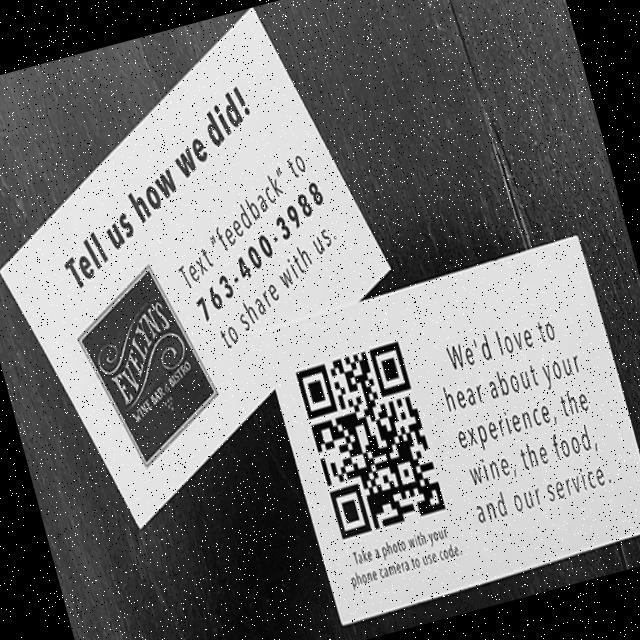 Tell us how we did!
Text "feedback" to
763-400-3988
to share with us.
EVELYN'S
WINE BAR & BISTRO
We'd love to
hear about your
experience, the
wine, the food,
and our service.
Take a photo with your
phone camera to use code.